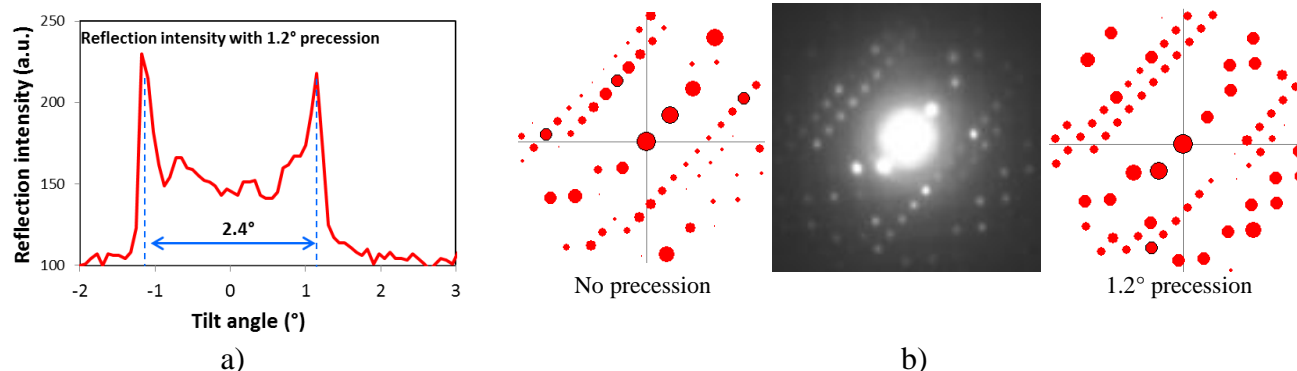 Reflection intensity with 1.2° precession
Reflection intensity (a.u.)
250
200
150
100
2.4°
-2
-1
0
1
2
3
Tilt angle (°)
a)
No precession
1.2° precession
b)